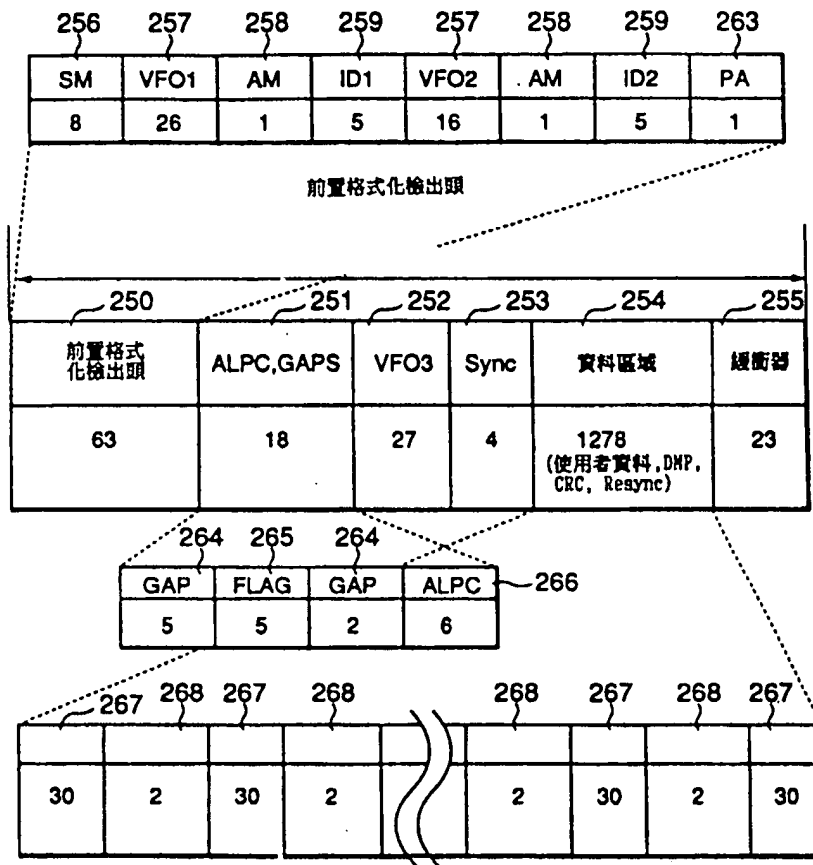 256 257 258 259 257 258 259 263
SM VFO1 AM ID1 VFO2 AM ID2 PA
8 26 1 5 16 1 5 1
前置格式化檢出頭
250 251 252 253 254 255
前置格式
化檢出頭
ALPC,GAPS VFO3 Sync 資料區域 緩衝器
63 18 27 4 1278 23
(使用者資料,DMP,
CRC, Resync)
264 265 264
GAP FLAG GAP ALPC 266
5 5 2 6
267 268 267 268 268 267 268 267
30 2 30 2 2 30 2 30